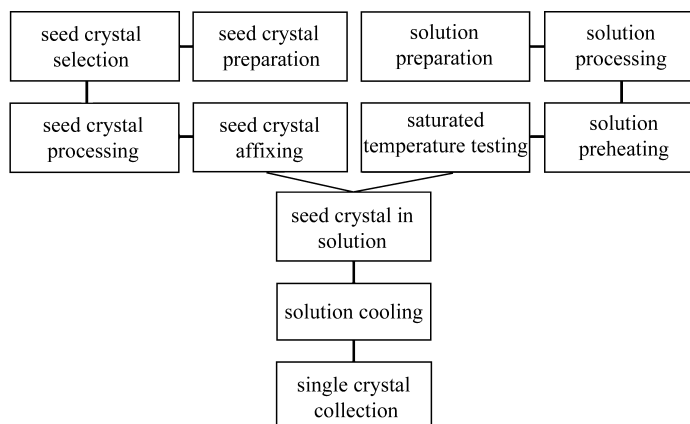 seed crystal
selection
seed crystal
preparation
solution
preparation
solution
processing
seed crystal
processing
seed crystal
affixing
saturated
temperature testing
solution
preheating
seed crystal in
solution
solution cooling
single crystal
collection